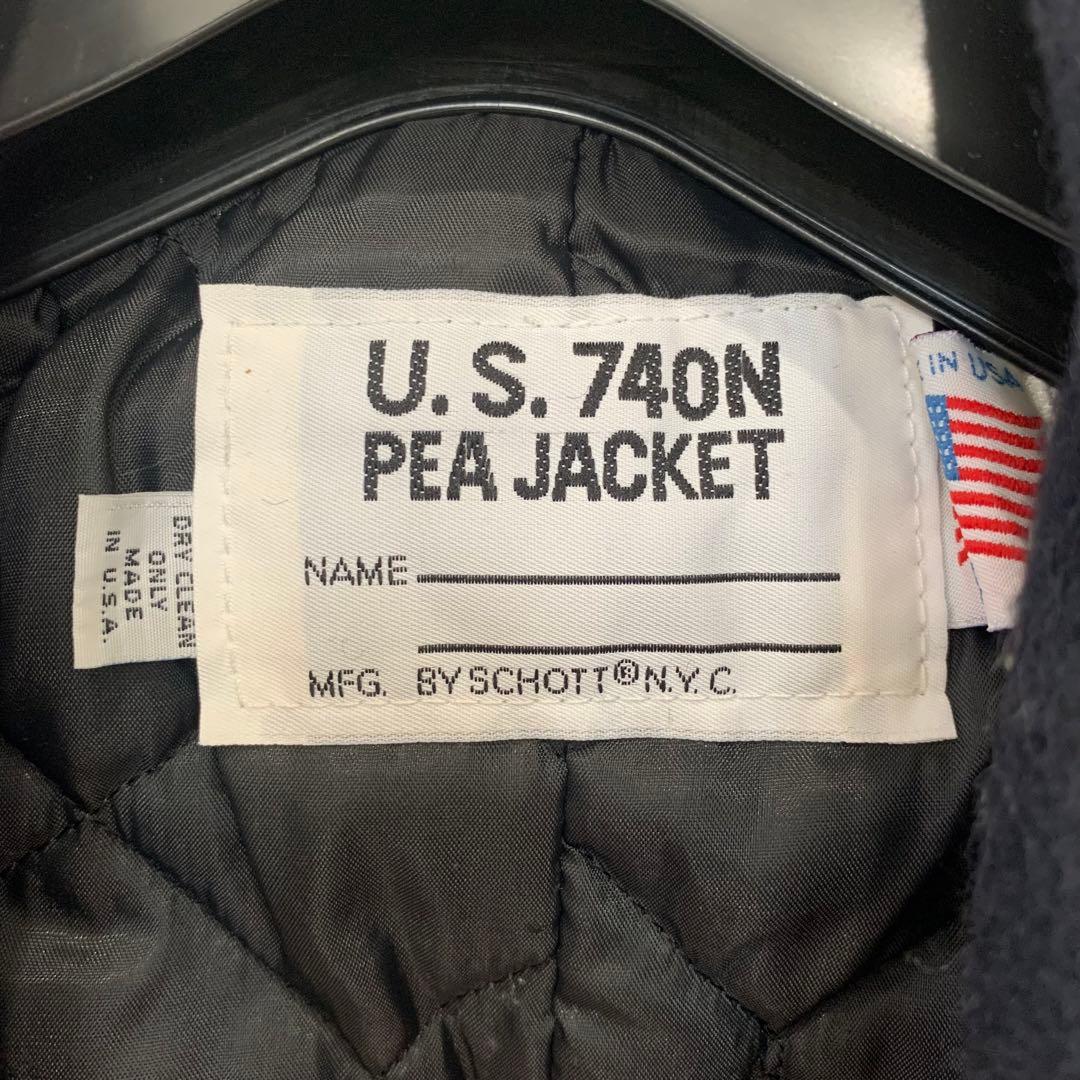 U.S. 740N
PEA JACKET
NAME
MFG. BY SCHOTT® N.Y.C.
DRY CLEAN
ONLY
MADE
IN U.S.A.
IN USA